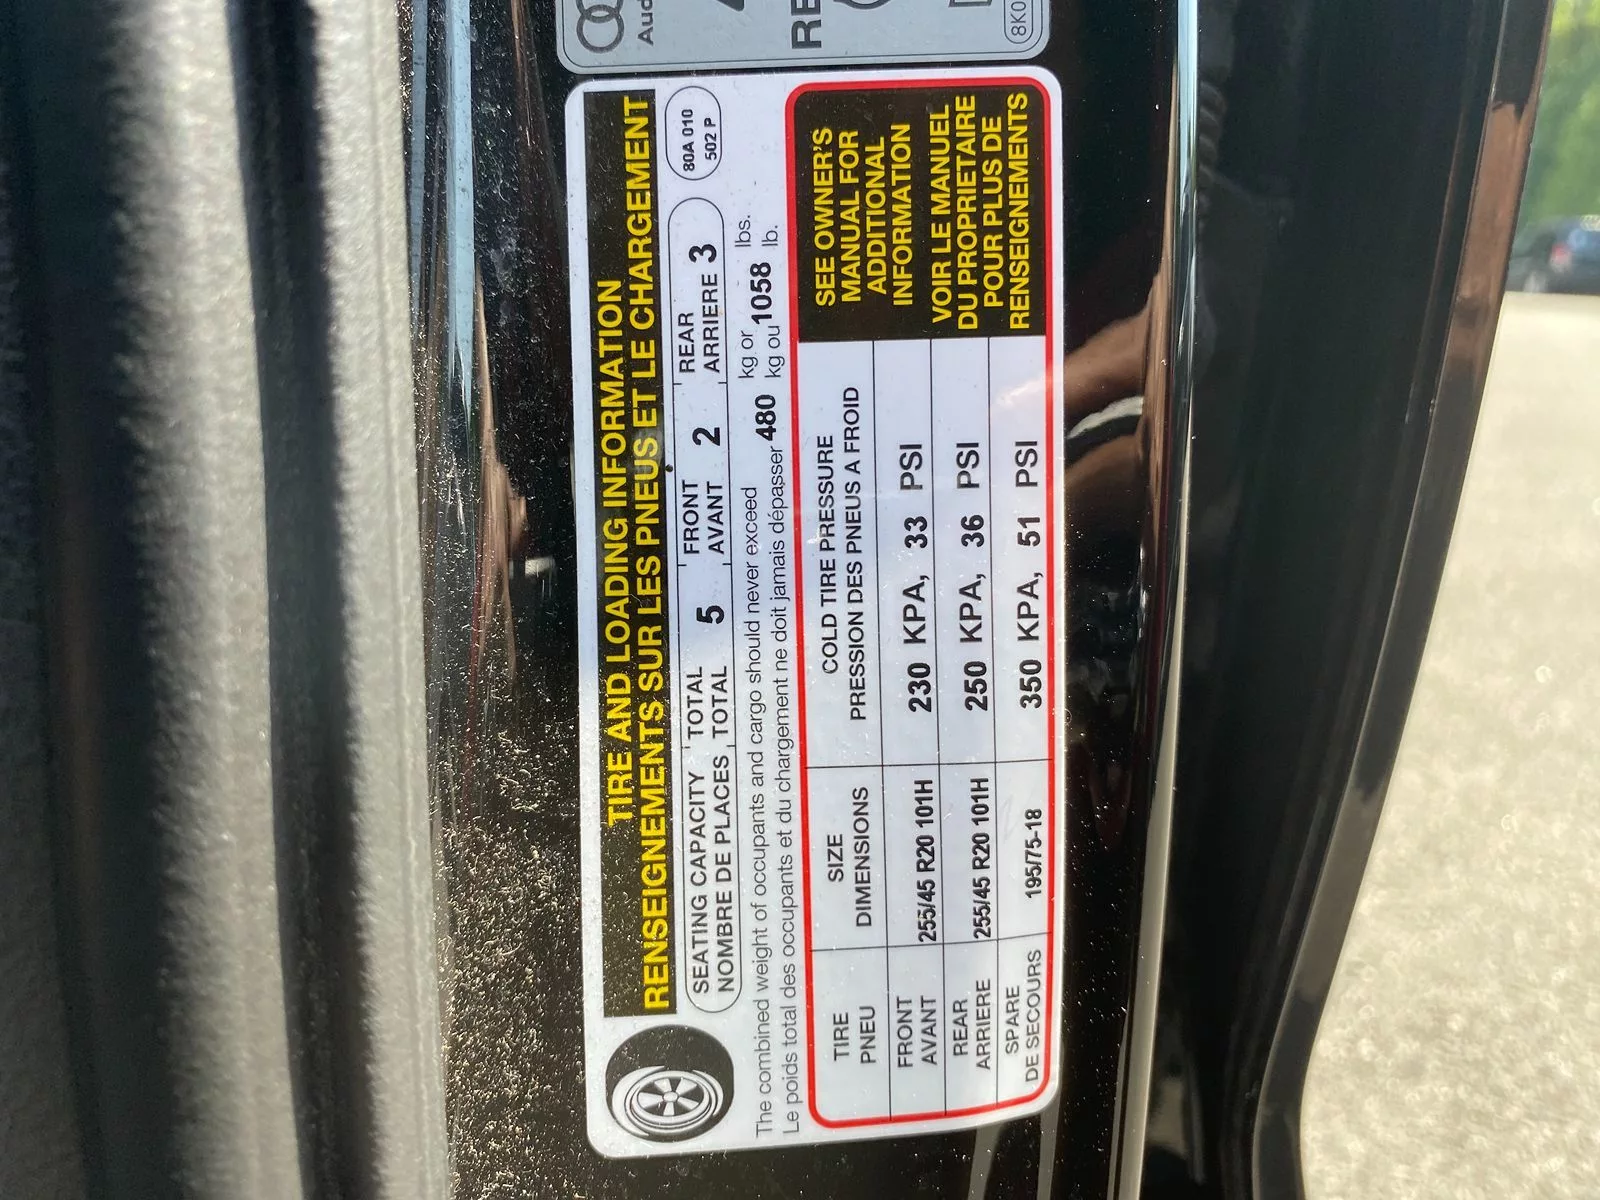 Aud
RE
8K0
TIRE AND LOADING INFORMATION
RENSEIGNEMENTS SUR LES PNEUS ET LE CHARGEMENT
SEATING CAPACITY TOTAL 5 FRONT 2 REAR 3
NOMBRE DE PLACES TOTAL AVANT ARRIERE
80A 010
502 P
The combined weight of occupants and cargo should never exceed 480 kg or 1058 lbs.
Le poids total des occupants et du chargement ne doit jamais dépasser kg ou lb.
TIRE SIZE COLD TIRE PRESSURE
PNEU DIMENSIONS PRESSION DES PNEUS A FROID
FRONT
AVANT 255/45 R20 101H 230 KPA, 33 PSI
REAR
ARRIERE 255/45 R20 101H 250 KPA, 36 PSI
SPARE
DE SECOURS 195/75-18 350 KPA, 51 PSI
SEE OWNER'S
MANUAL FOR
ADDITIONAL
INFORMATION
VOIR LE MANUEL
DU PROPRIETAIRE
POUR PLUS DE
RENSEIGNEMENTS